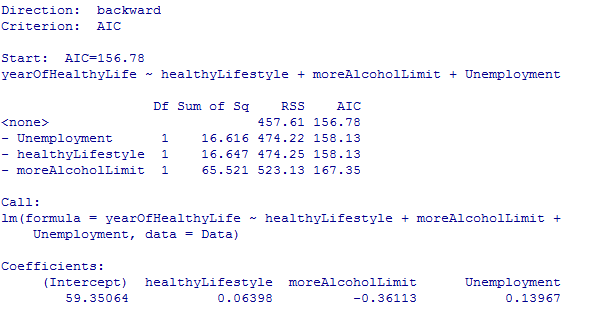 Direction:  backward
Criterion:  AIC
Start:  AIC=156.78
yearOfHealthyLife ~ healthyLifestyle + moreAlcoholLimit + Unemployment
Df Sum of Sq    RSS    AIC
<none>                          457.61 156.78
- Unemployment      1    16.616 474.22 158.13
- healthyLifestyle  1    16.647 474.25 158.13
- moreAlcoholLimit  1    65.521 523.13 167.35
Call:
lm(formula = yearOfHealthyLife ~ healthyLifestyle + moreAlcoholLimit +
Unemployment, data = Data)
Coefficients:
(Intercept)  healthyLifestyle  moreAlcoholLimit      Unemployment
59.35064           0.06398          -0.36113           0.13967